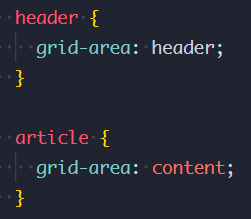 header {
  grid-area: header;
}

article {
  grid-area: content;
}